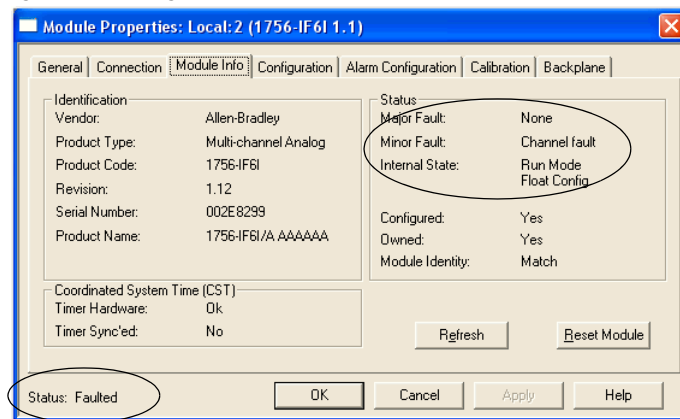 Module Properties: Local:2 (1756-IF6I 1.1)
General Connection Module Info Configuration Alarm Configuration Calibration Backplane
Identification
Vendor: Allen-Bradley
Product Type: Multi-channel Analog
Product Code: 1756-IF6I
Revision: 1.12
Serial Number: 002E8299
Product Name: 1756-IF6I/A AAAAAA
Coordinated System Time (CST)
Timer Hardware: Ok
Timer Sync'ed: No
Status
Major Fault: None
Minor Fault: Channel fault
Internal State: Run Mode
Float Config
Configured: Yes
Owned: Yes
Module Identity: Match
Refresh Reset Module
Status: Faulted
OK Cancel Apply Help